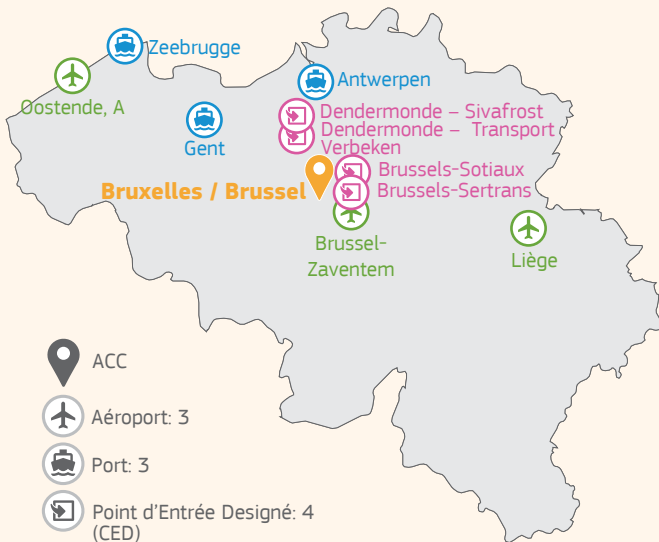 Zeebrugge
Oostende, A
Antwerpen
Gent
Dendermonde – Sivafrost
Dendermonde – Transport
Verbeken
Brussels-Sotiaux
Bruxelles / Brussel
Brussels-Sertrans
Brussel-
Zaventem
Liège
ACC
Aéroport: 3
Port: 3
Point d'Entrée Designé: 4
(CED)